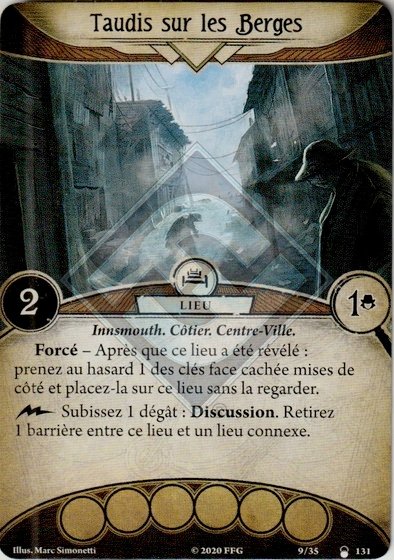 Taudis sur les Berges
2
LIEU
1
Innsmouth. Côtier. Centre-Ville.
Forcé – Après que ce lieu a été révélé :
prenez au hasard 1 des clés face cachée mises de
côté et placez-la sur ce lieu sans la regarder.
Subissez 1 dégât : Discussion. Retirez
1 barrière entre ce lieu et un lieu connexe.
Illus. Marc Simonetti © 2020 FFG 9/35 131